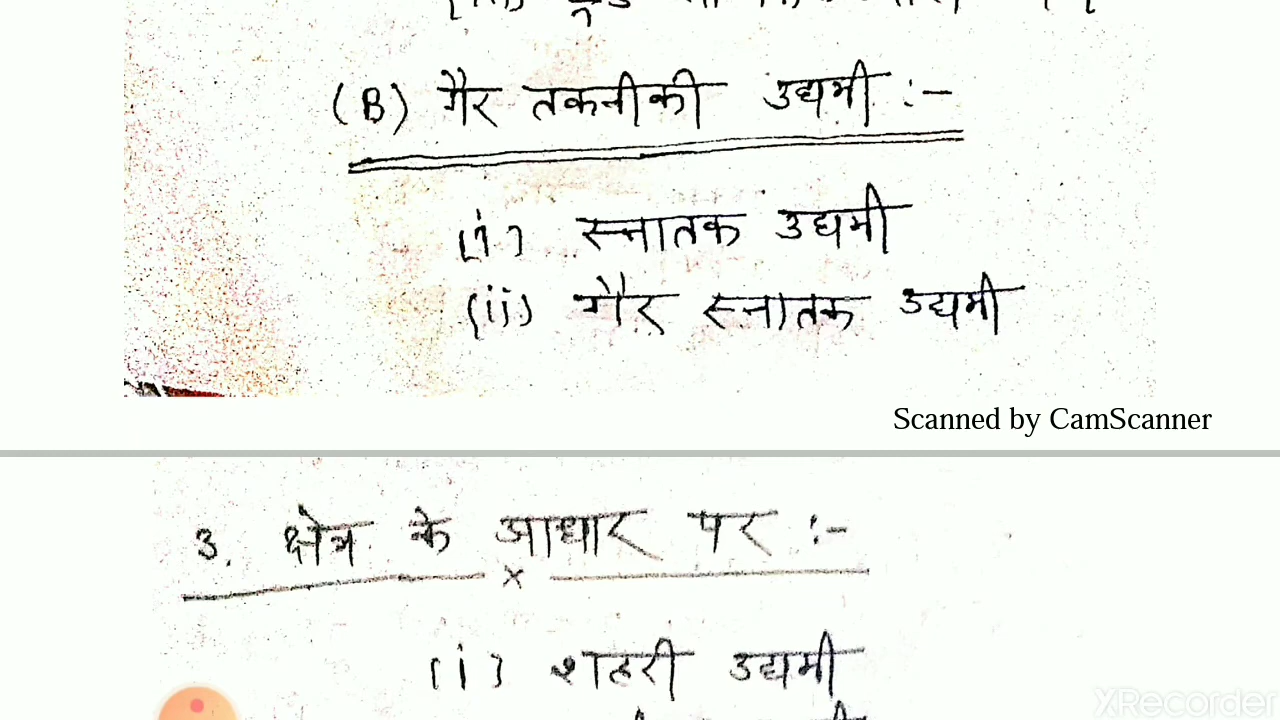 (B) गैर तकनीकी उद्यमी :-
(i) स्नातक उद्यमी
(ii) गैर स्नातक उद्यमी
Scanned by CamScanner
3. क्षेत्र के आधार पर :-
x
(i) शहरी उद्यमी
XRecorder